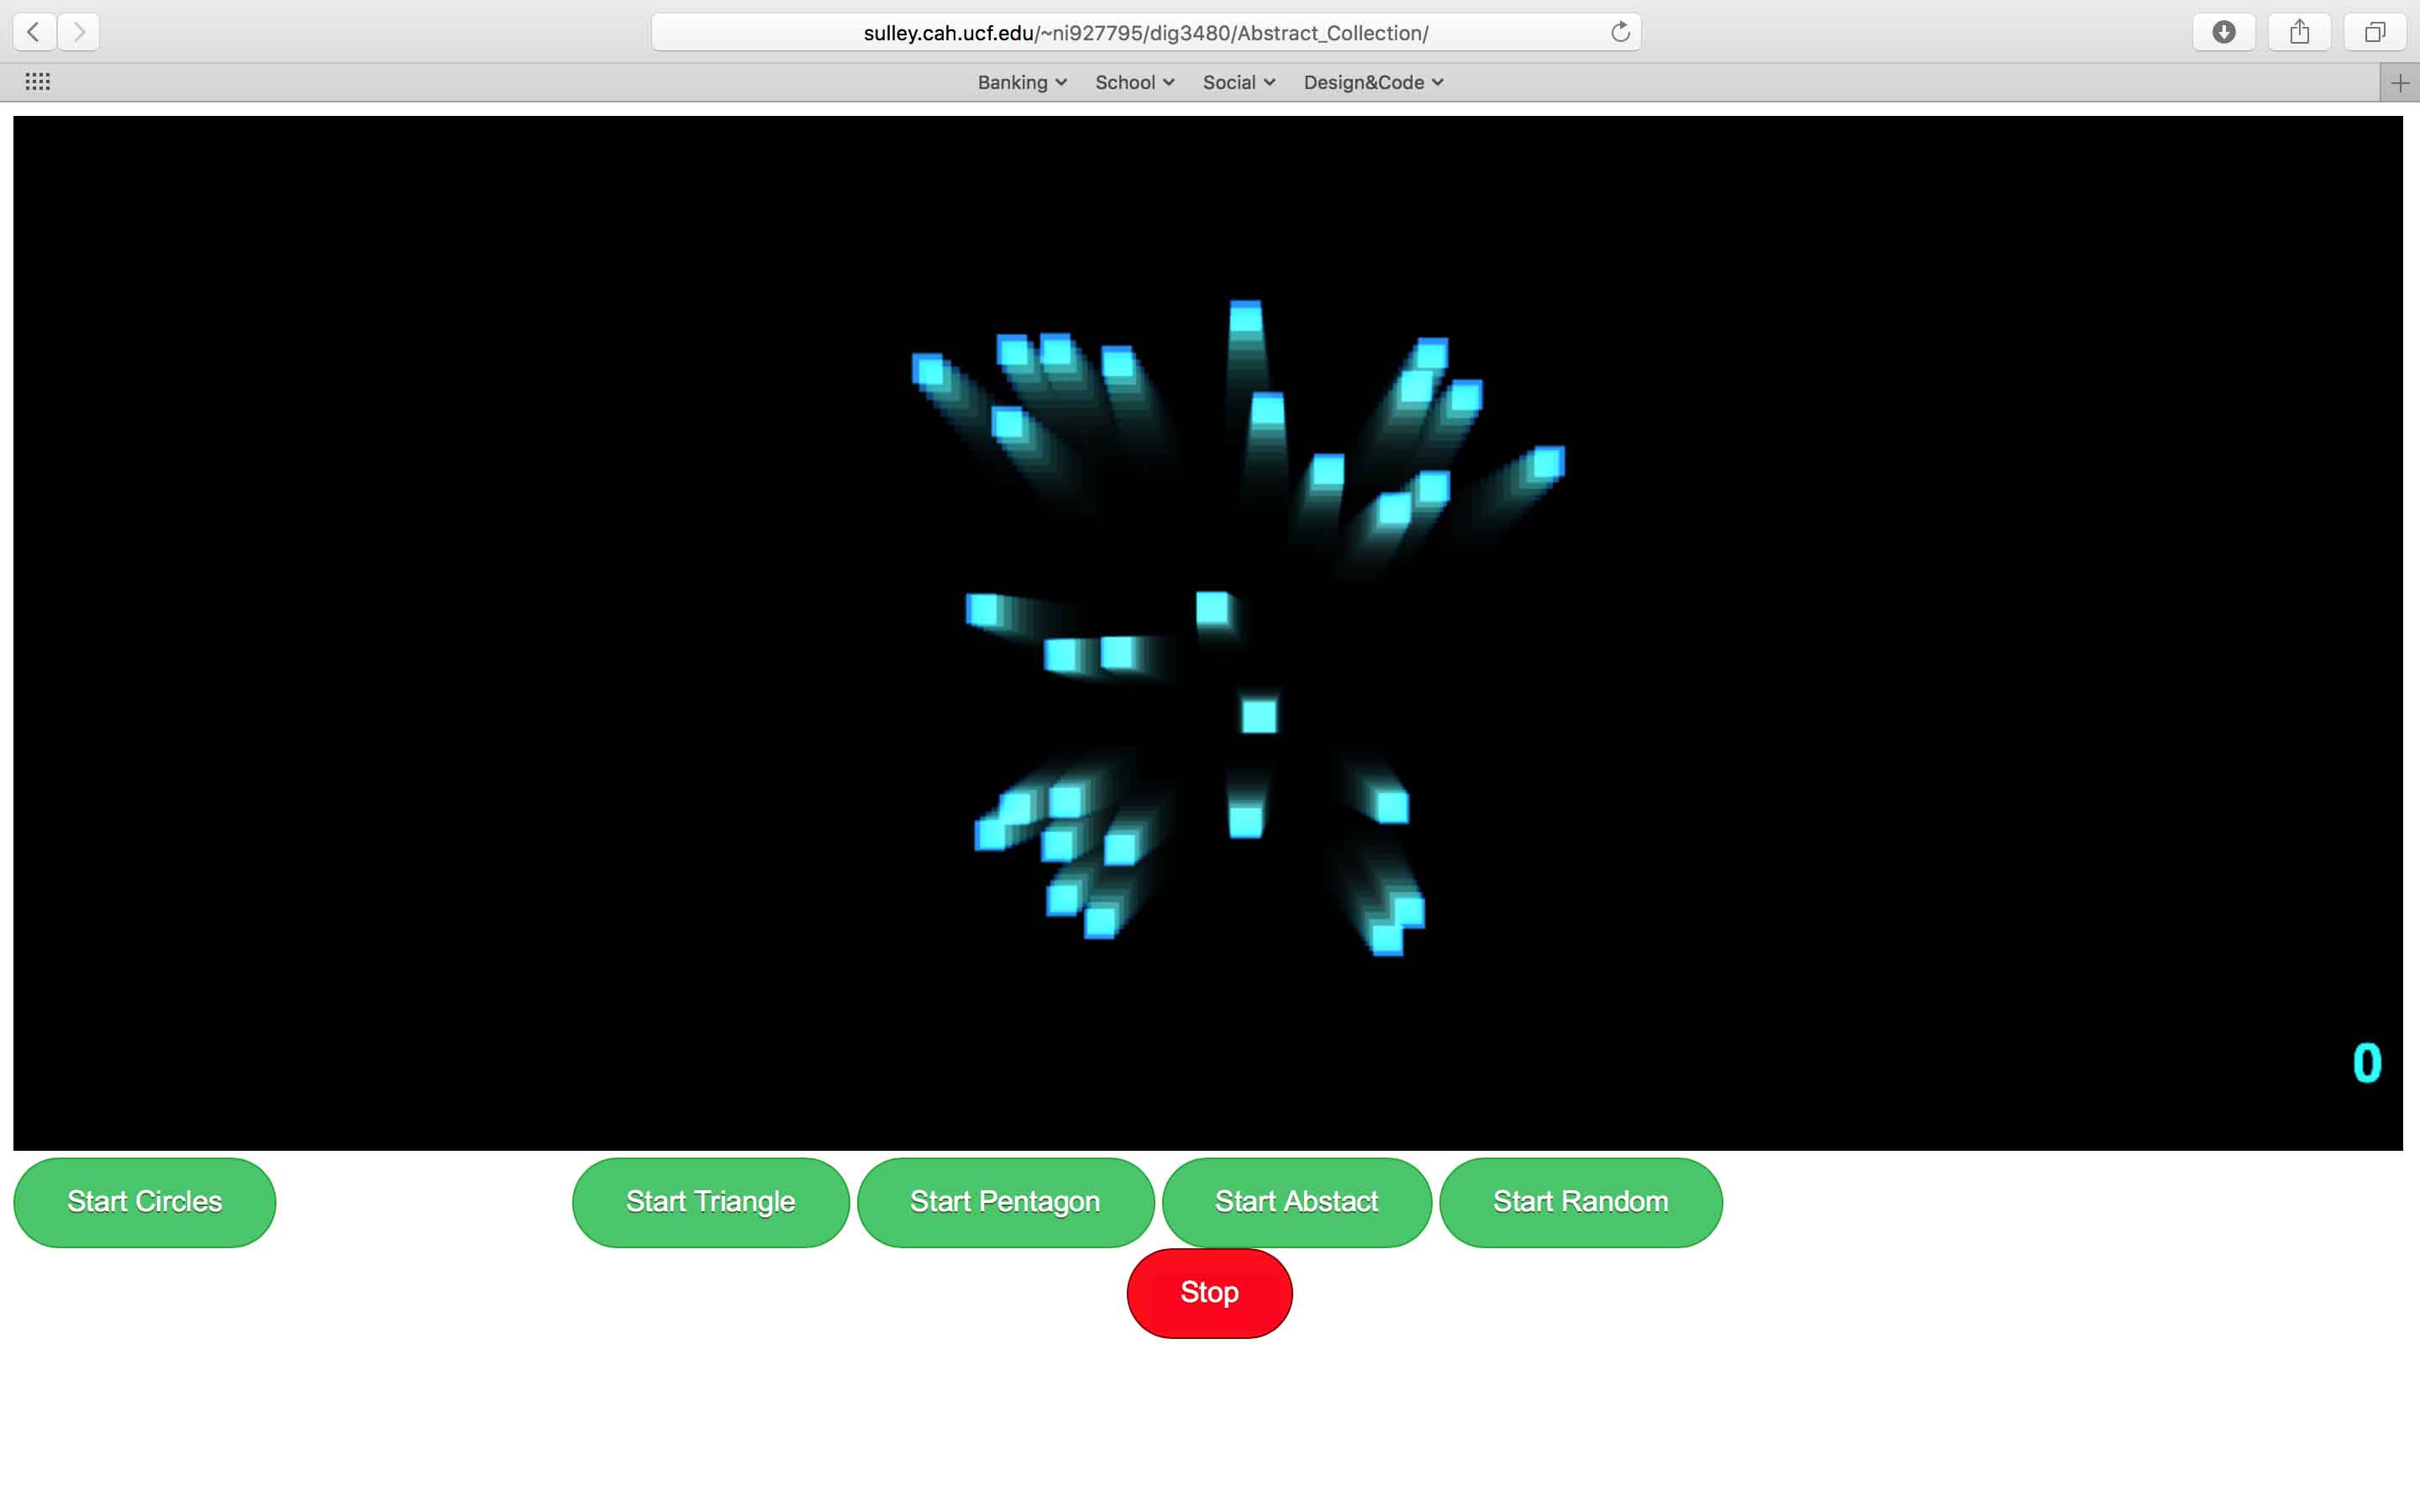 sulley.cah.ucf.edu/~ni927795/dig3480/Abstract_Collection/
Banking School Social Design&Code
0
Start Circles Start Triangle Start Pentagon Start Abstact Start Random
Stop